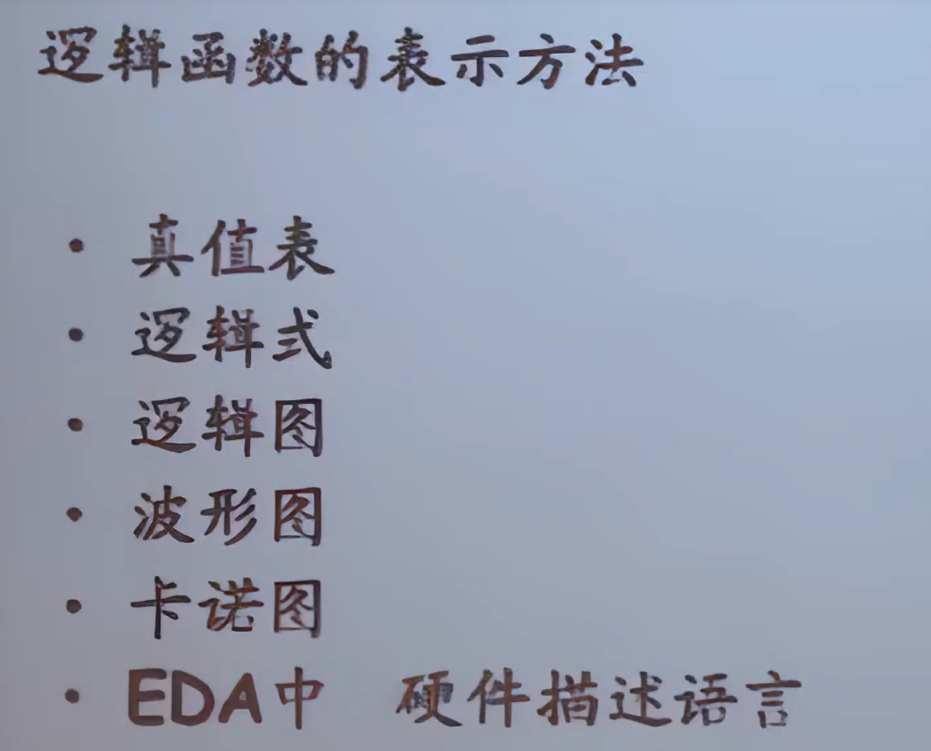 逻辑函数的表示方法
• 真值表
• 逻辑式
• 逻辑图
• 波形图
• 卡诺图
• EDA中 硬件描述语言